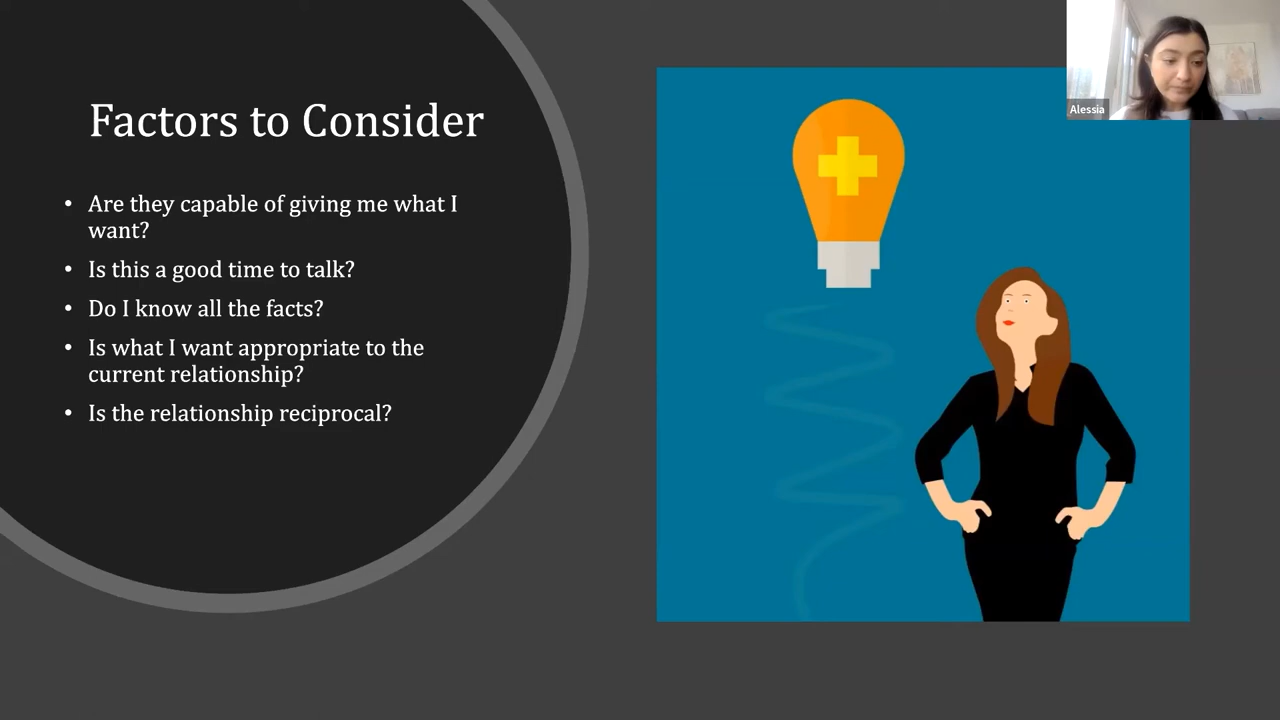 Factors to Consider
• Are they capable of giving me what I
want?
• Is this a good time to talk?
• Do I know all the facts?
• Is what I want appropriate to the
current relationship?
• Is the relationship reciprocal?
Alessia